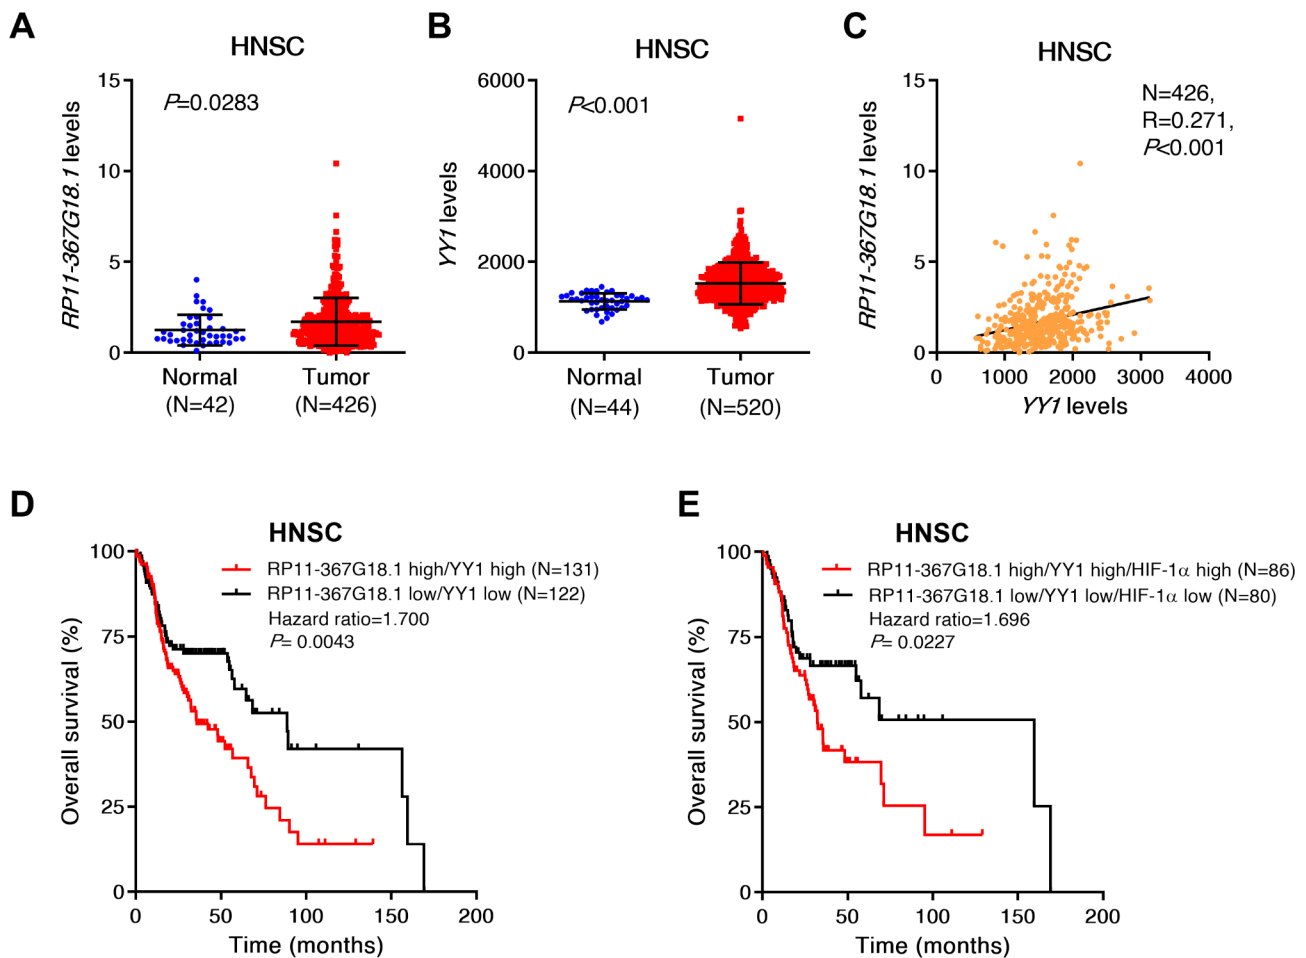 A
HNSC
RP11-367G18.1 levels
15
10
5
0
P=0.0283
Normal
(N=42)
Tumor
(N=426)
B
HNSC
YY1 levels
6000
4000
2000
0
P<0.001
Normal
(N=44)
Tumor
(N=520)
C
HNSC
RP11-367G18.1 levels
15
10
5
0
N=426,
R=0.271,
P<0.001
0 1000 2000 3000 4000
YY1 levels
D
HNSC
Overall survival (%)
100
75
50
25
0
RP11-367G18.1 high/YY1 high (N=131)
RP11-367G18.1 low/YY1 low (N=122)
Hazard ratio=1.700
P= 0.0043
0 50 100 150 200
Time (months)
E
HNSC
Overall survival (%)
100
75
50
25
0
RP11-367G18.1 high/YY1 high/HIF-1α high (N=86)
RP11-367G18.1 low/YY1 low/HIF-1α low (N=80)
Hazard ratio=1.696
P= 0.0227
0 50 100 150 200
Time (months)